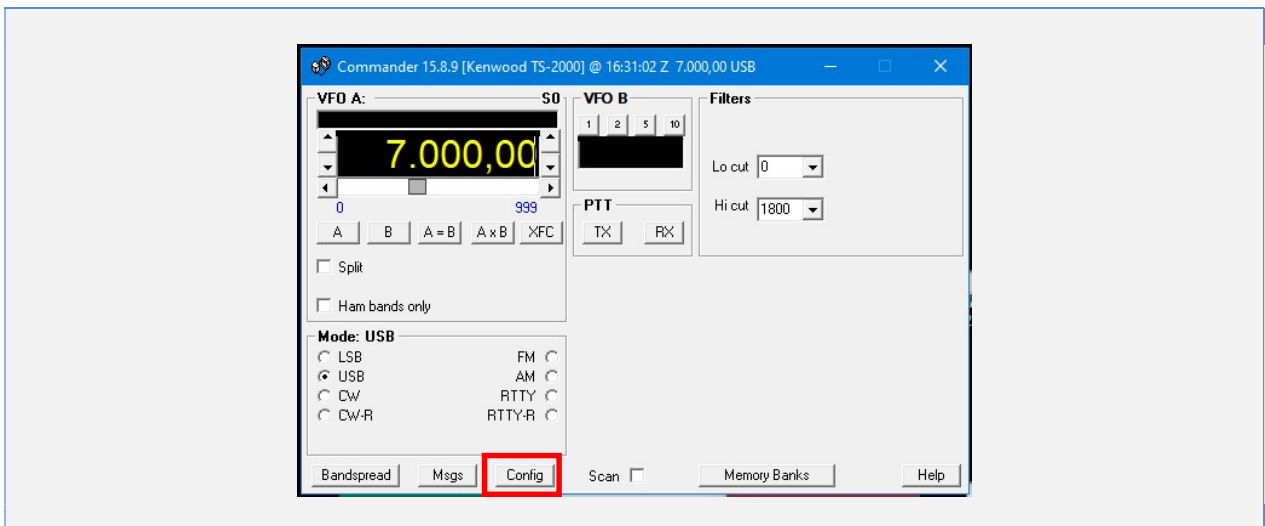 Commander 15.8.9 [Kenwood TS-2000] @ 16:31:02 Z 7.000,00 USB
VFO A: S0
7.000,00
0 999
A B A = B A x B XFC
Split
Ham bands only
VFO B
1 2 5 10
PTT
TX RX
Filters
Lo cut 0
Hi cut 1800
Mode: USB
LSB FM
USB AM
CW RTTY
CW-R RTTY-R
Bandspread Msgs Config Scan Memory Banks Help